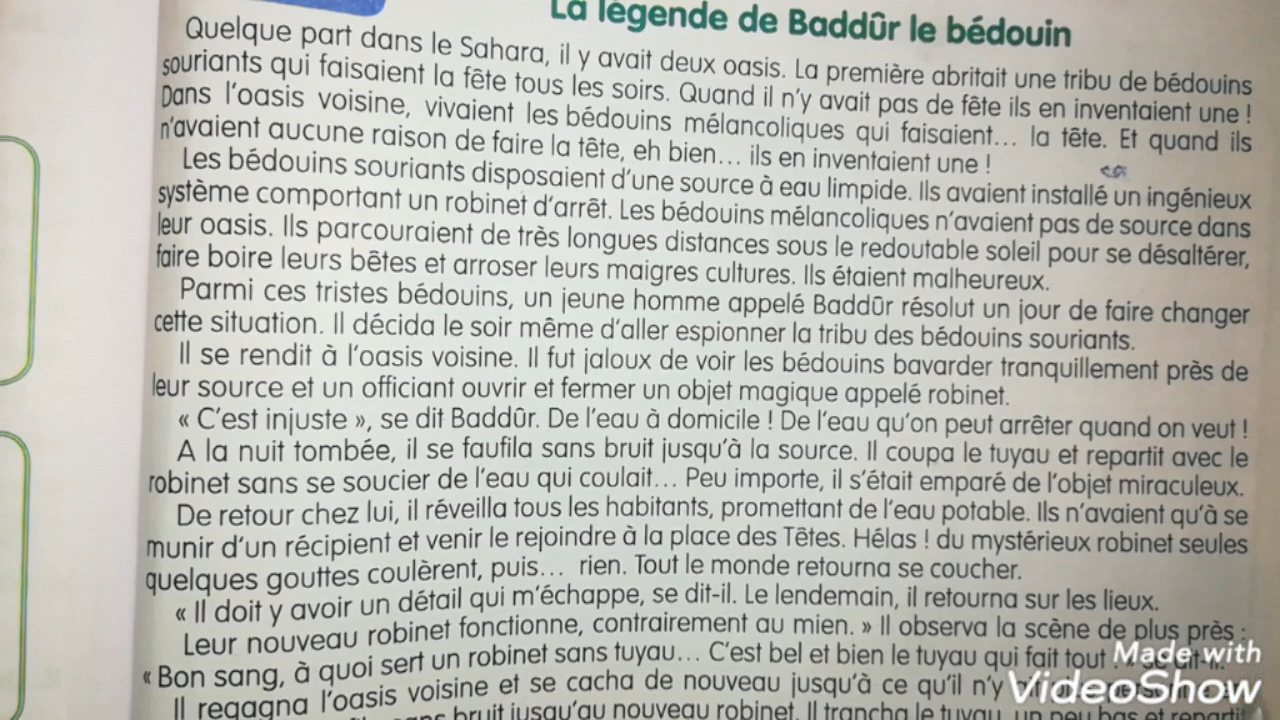 La légende de Baddûr le bédouin
Quelque part dans le Sahara, il y avait deux oasis. La première abritait une tribu de bédouins
souriants qui faisaient la fête tous les soirs. Quand il n'y avait pas de fête ils en inventaient une !
Dans l'oasis voisine, vivaient les bédouins mélancoliques qui faisaient... la tête. Et quand ils
n'avaient aucune raison de faire la tête, eh bien... ils en inventaient une !
Les bédouins souriants disposaient d'une source à eau limpide. Ils avaient installé un ingénieux
système comportant un robinet d'arrêt. Les bédouins mélancoliques n'avaient pas de source dans
leur oasis. Ils parcouraient de très longues distances sous le redoutable soleil pour se désaltérer,
faire boire leurs bêtes et arroser leurs maigres cultures. Ils étaient malheureux.
Parmi ces tristes bédouins, un jeune homme appelé Baddûr résolut un jour de faire changer
cette situation. Il décida le soir même d'aller espionner la tribu des bédouins souriants.
Il se rendit à l'oasis voisine. Il fut jaloux de voir les bédouins bavarder tranquillement près de
leur source et un officiant ouvrir et fermer un objet magique appelé robinet.
« C'est injuste », se dit Baddûr. De l'eau à domicile ! De l'eau qu'on peut arrêter quand on veut !
A la nuit tombée, il se faufila sans bruit jusqu'à la source. Il coupa le tuyau et repartit avec le
robinet sans se soucier de l'eau qui coulait... Peu importe, il s'était emparé de l'objet miraculeux.
De retour chez lui, il réveilla tous les habitants, promettant de l'eau potable. Ils n'avaient qu'à se
munir d'un récipient et venir le rejoindre à la place des Têtes. Hélas ! du mystérieux robinet seules
quelques gouttes coulèrent, puis... rien. Tout le monde retourna se coucher.
« Il doit y avoir un détail qui m'échappe, se dit-il. Le lendemain, il retourna sur les lieux.
Leur nouveau robinet fonctionne, contrairement au mien. » Il observa la scène de plus près :
« Bon sang, à quoi sert un robinet sans tuyau... C'est bel et bien le tuyau qui fait tout
Il regagna l'oasis voisine et se cacha de nouveau jusqu'à ce qu'il n'y
sans bruit jusqu'au nouveau robinet. Il trancha le tuyau un peu bas et repartit
Made with
VideoShow